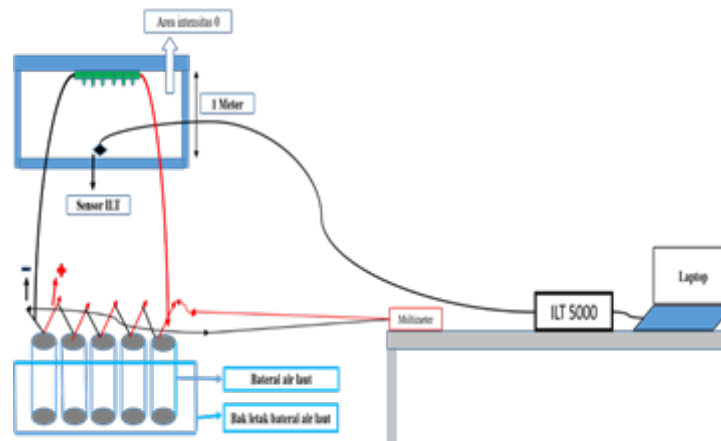 Area intensitas 0
1 Meter
Sensor ILT
-
+
Multimeter
ILT 5000
Laptop
Baterai air laut
Bak letak baterai air laut